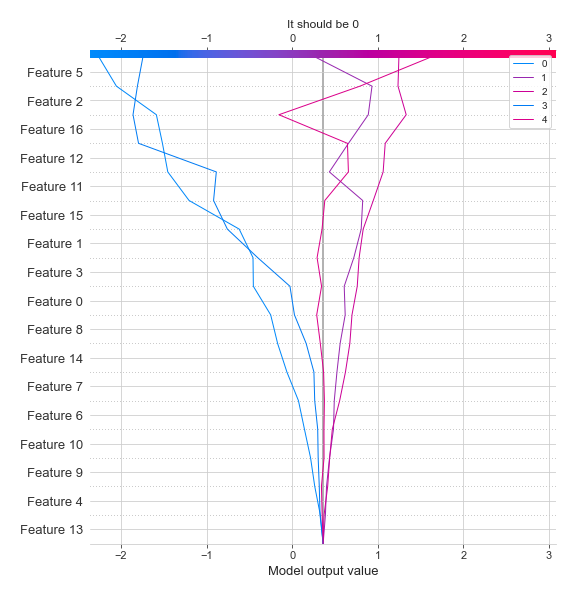 It should be 0
−2 −1 0 1 2 3
0
1
2
3
4
Feature 5
Feature 2
Feature 16
Feature 12
Feature 11
Feature 15
Feature 1
Feature 3
Feature 0
Feature 8
Feature 14
Feature 7
Feature 6
Feature 10
Feature 9
Feature 4
Feature 13
−2 −1 0 1 2 3
Model output value